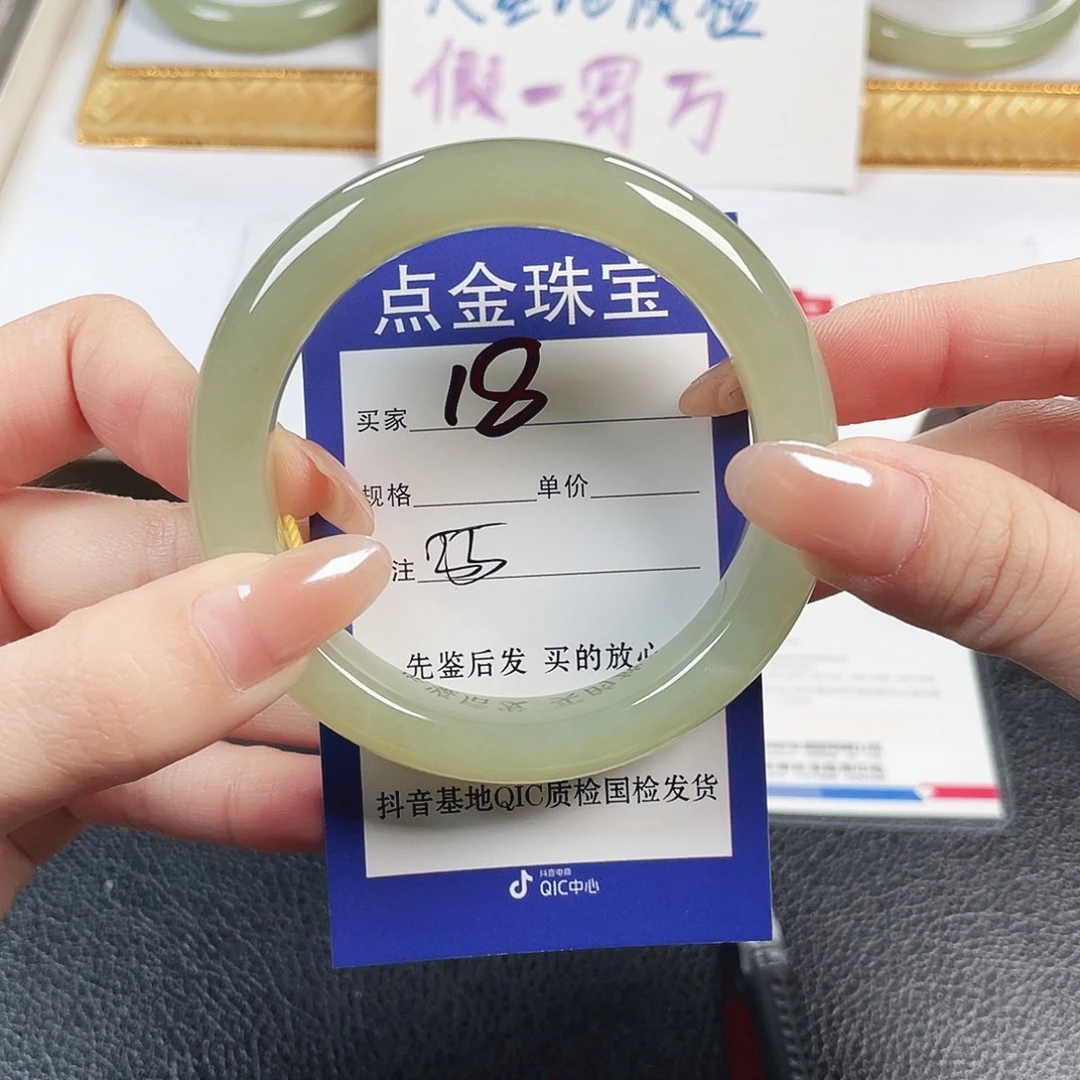 假一罚万
点金珠宝
买家 18
规格 单价
注
先鉴后发 买的放心
抖音基地QIC质检国检发货
抖音电商
QIC中心